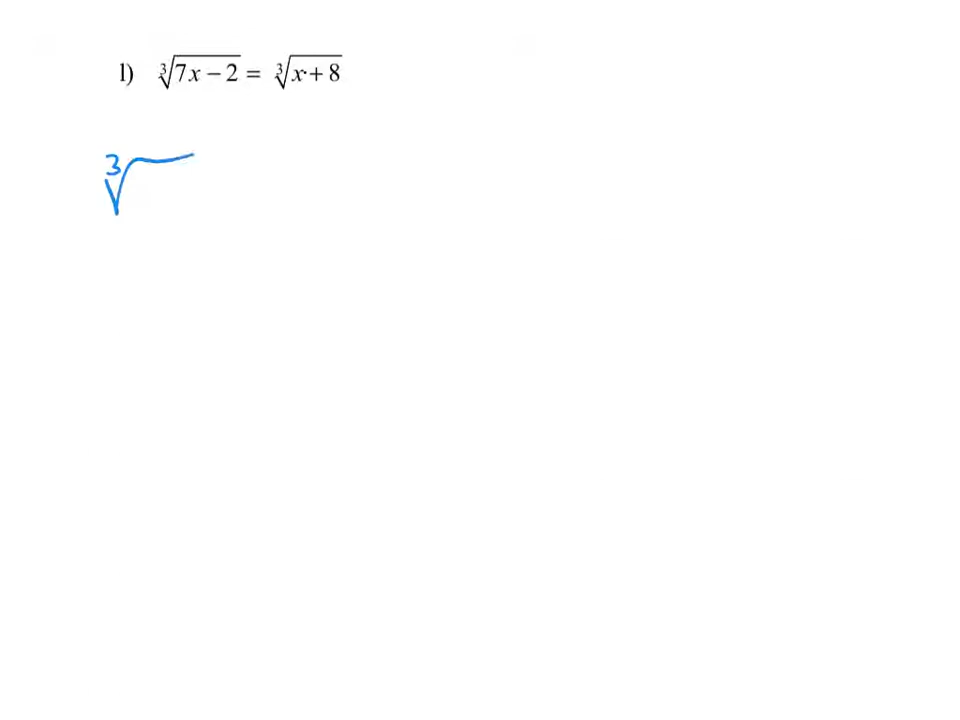 1) ∛(7x − 2) = ∛(x + 8)
∛